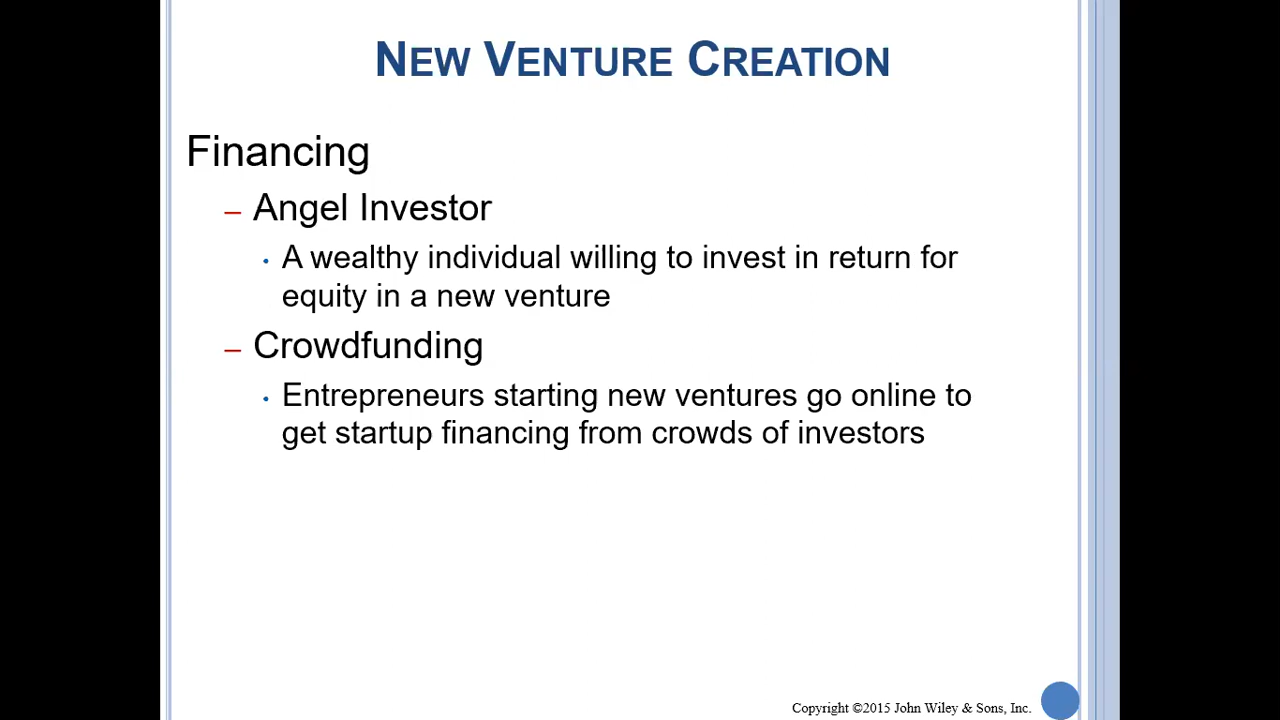 NEW VENTURE CREATION
Financing
– Angel Investor
• A wealthy individual willing to invest in return for
equity in a new venture
– Crowdfunding
• Entrepreneurs starting new ventures go online to
get startup financing from crowds of investors
Copyright ©2015 John Wiley & Sons, Inc.